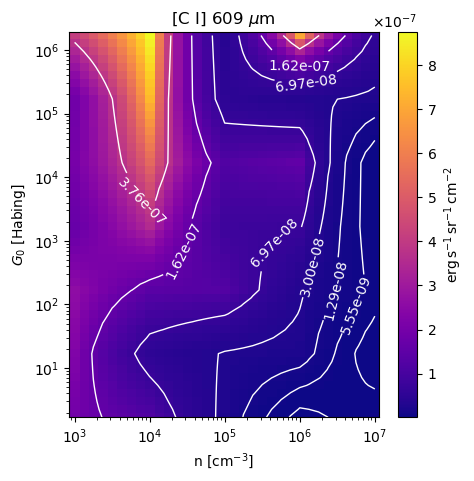 [C I] 609 μm
×10⁻⁷
10⁶
10⁵
10⁴
10³
10²
10¹
G₀ [Habing]
10³ 10⁴ 10⁵ 10⁶ 10⁷
n [cm⁻³]
1.62e-07
6.97e-08
3.76e-07
1.62e-07
6.97e-08
3.00e-08
1.29e-08
5.55e-09
8
7
6
5
4
3
2
1
erg s⁻¹ sr⁻¹ cm⁻²